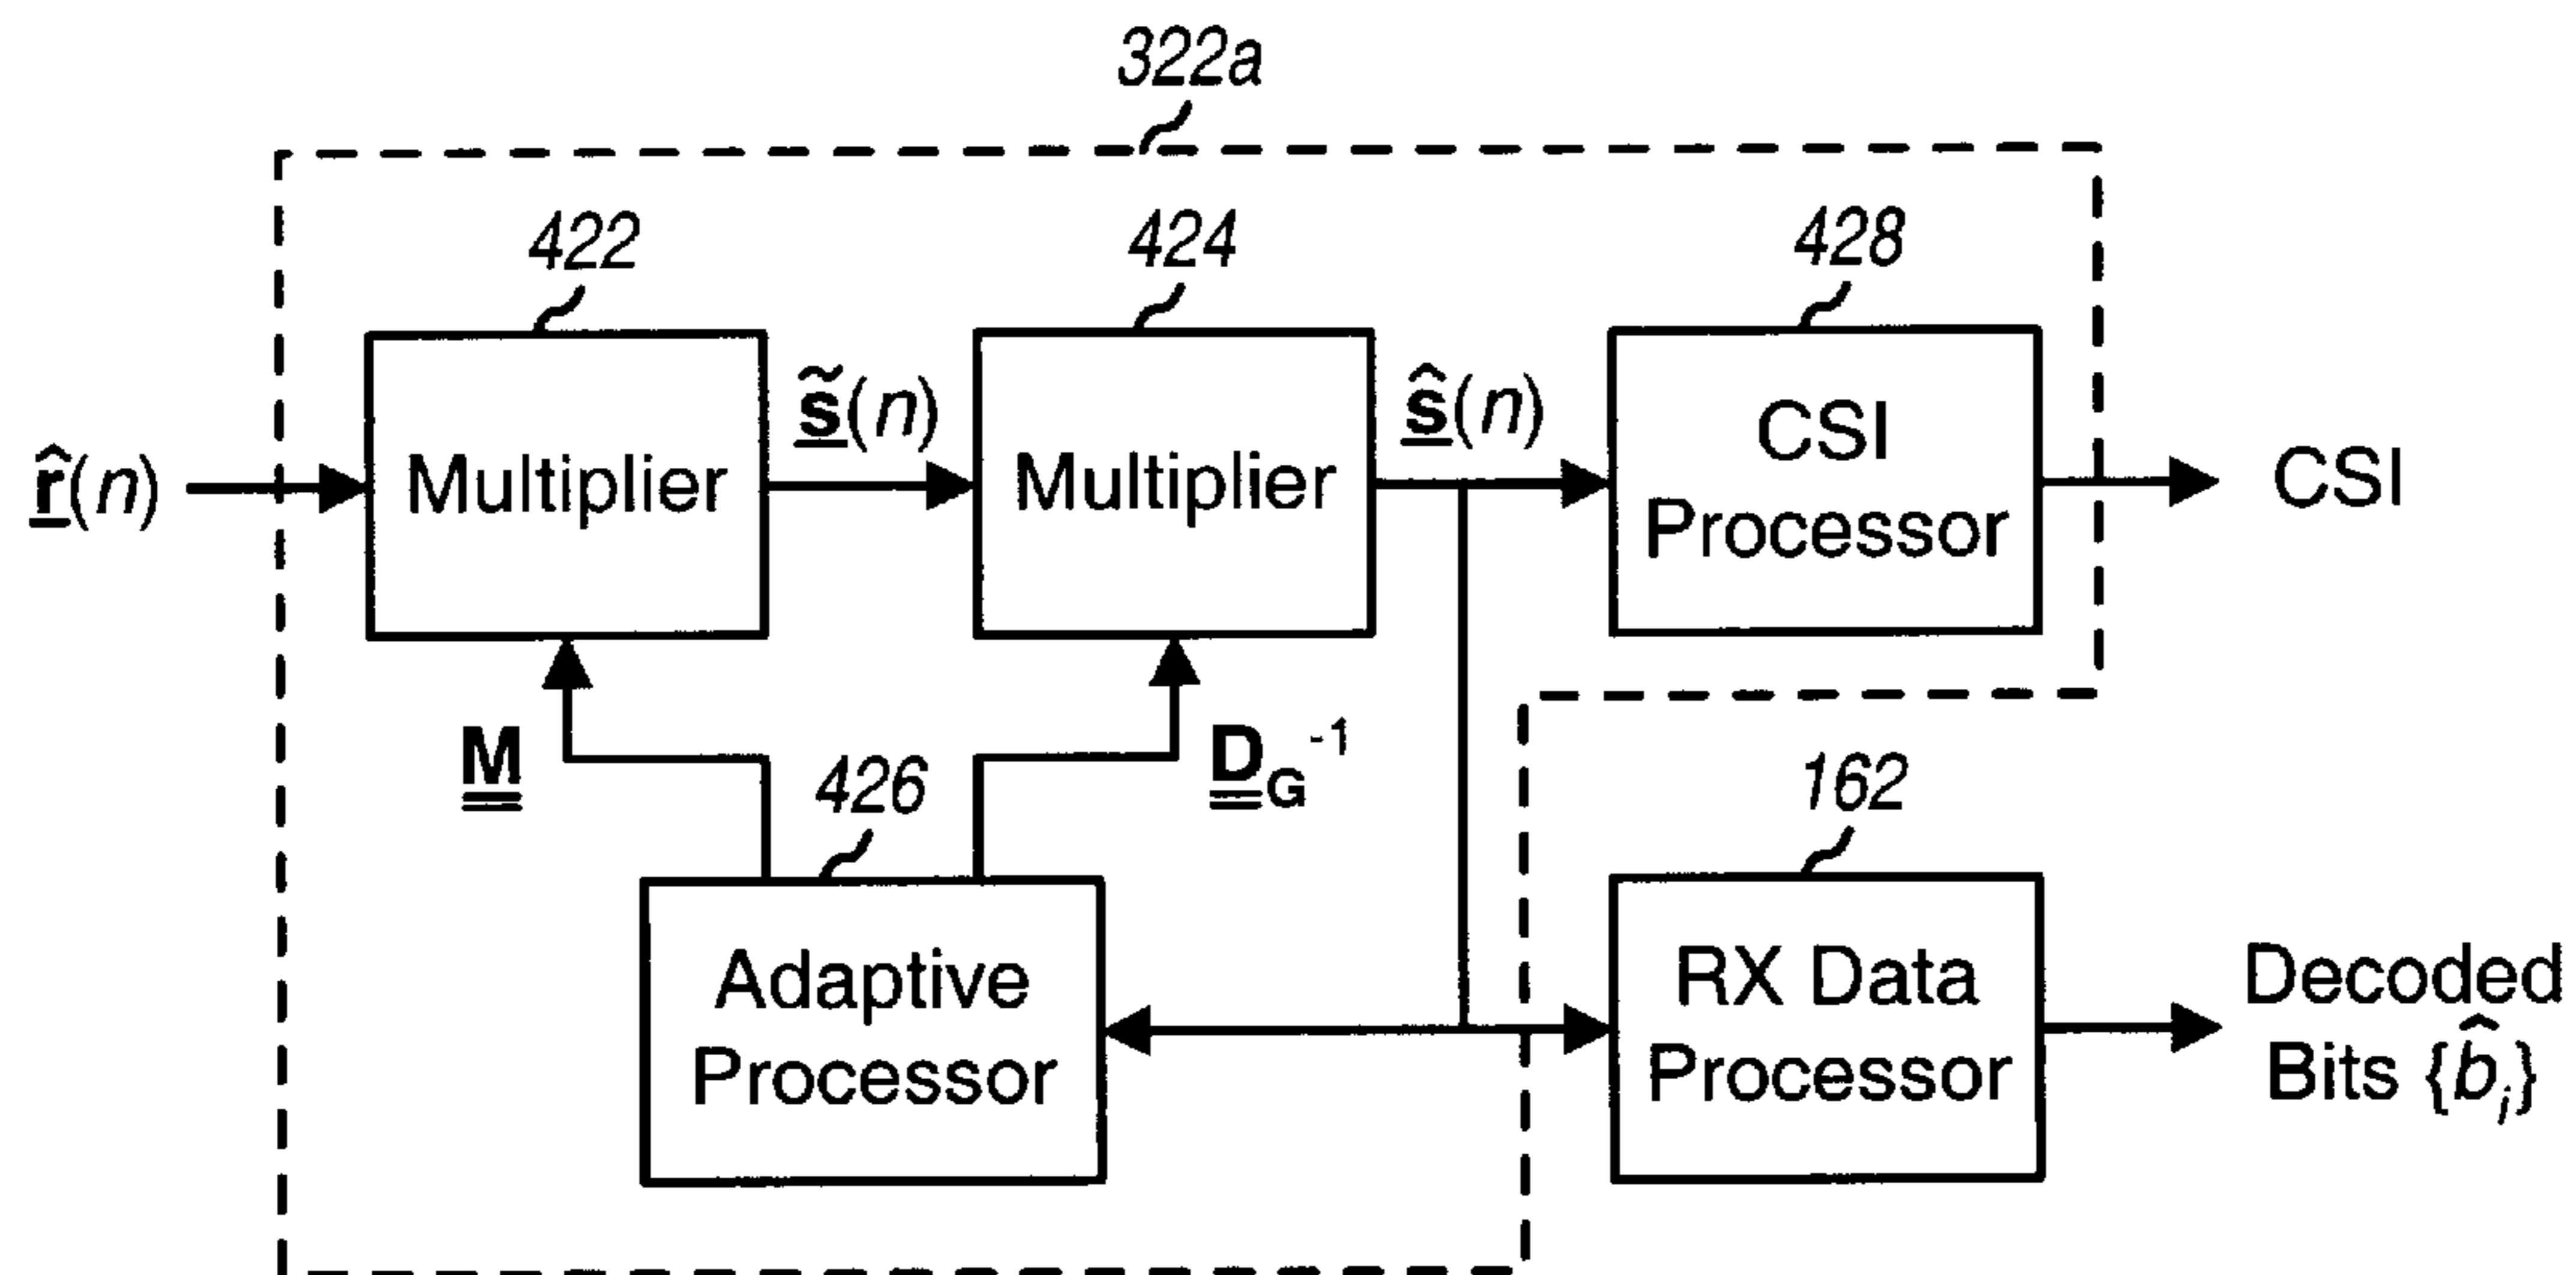 322a
422
424
428
r̲̂(n)
Multiplier
s̲̃(n)
Multiplier
ŝ̲(n)
CSI
Processor
CSI
M
D_G⁻¹
426
162
Adaptive
Processor
RX Data
Processor
Decoded
Bits {b̂_i}